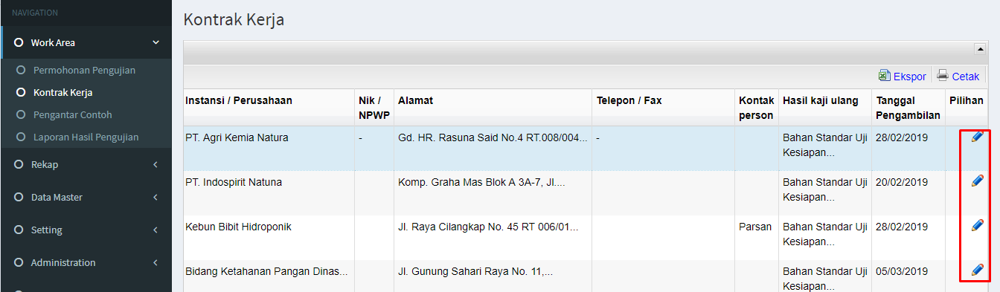 NAVIGATION
Work Area
Permohonan Pengujian
Kontrak Kerja
Pengantar Contoh
Laporan Hasil Pengujian
Rekap
Data Master
Setting
Administration
Kontrak Kerja
Ekspor Cetak
Instansi / Perusahaan Nik / NPWP Alamat Telepon / Fax Kontak person Hasil kaji ulang Tanggal Pengambilan Pilihan
PT. Agri Kemia Natura - Gd. HR. Rasuna Said No.4 RT.008/004... - Bahan Standar Uji Kesiapan... 28/02/2019
PT. Indospirit Natuna Komp. Graha Mas Blok A 3A-7, Jl.... Bahan Standar Uji Kesiapan... 20/02/2019
Kebun Bibit Hidroponik Jl. Raya Cilangkap No. 45 RT 006/01... Parsan Bahan Standar Uji Kesiapan... 28/02/2019
Bidang Ketahanan Pangan Dinas... Jl. Gunung Sahari Raya No. 11,... Bahan Standar Uji Kesiapan... 05/03/2019